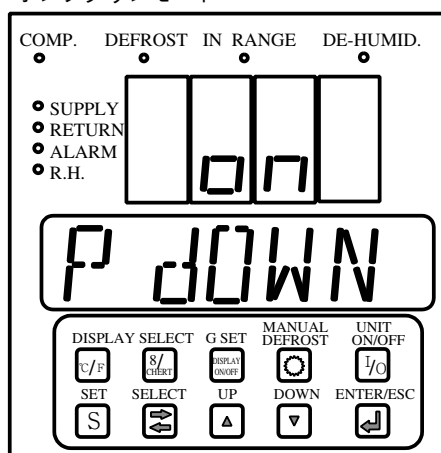 COMP. DEFROST IN RANGE DE-HUMID.
SUPPLY
RETURN
ALARM
R.H.
on
P dOWN
DISPLAY SELECT G SET MANUAL DEFROST UNIT ON/OFF
℃/F 8/CHERT DISPLAY ON/OFF I/O
SET SELECT UP DOWN ENTER/ESC
S